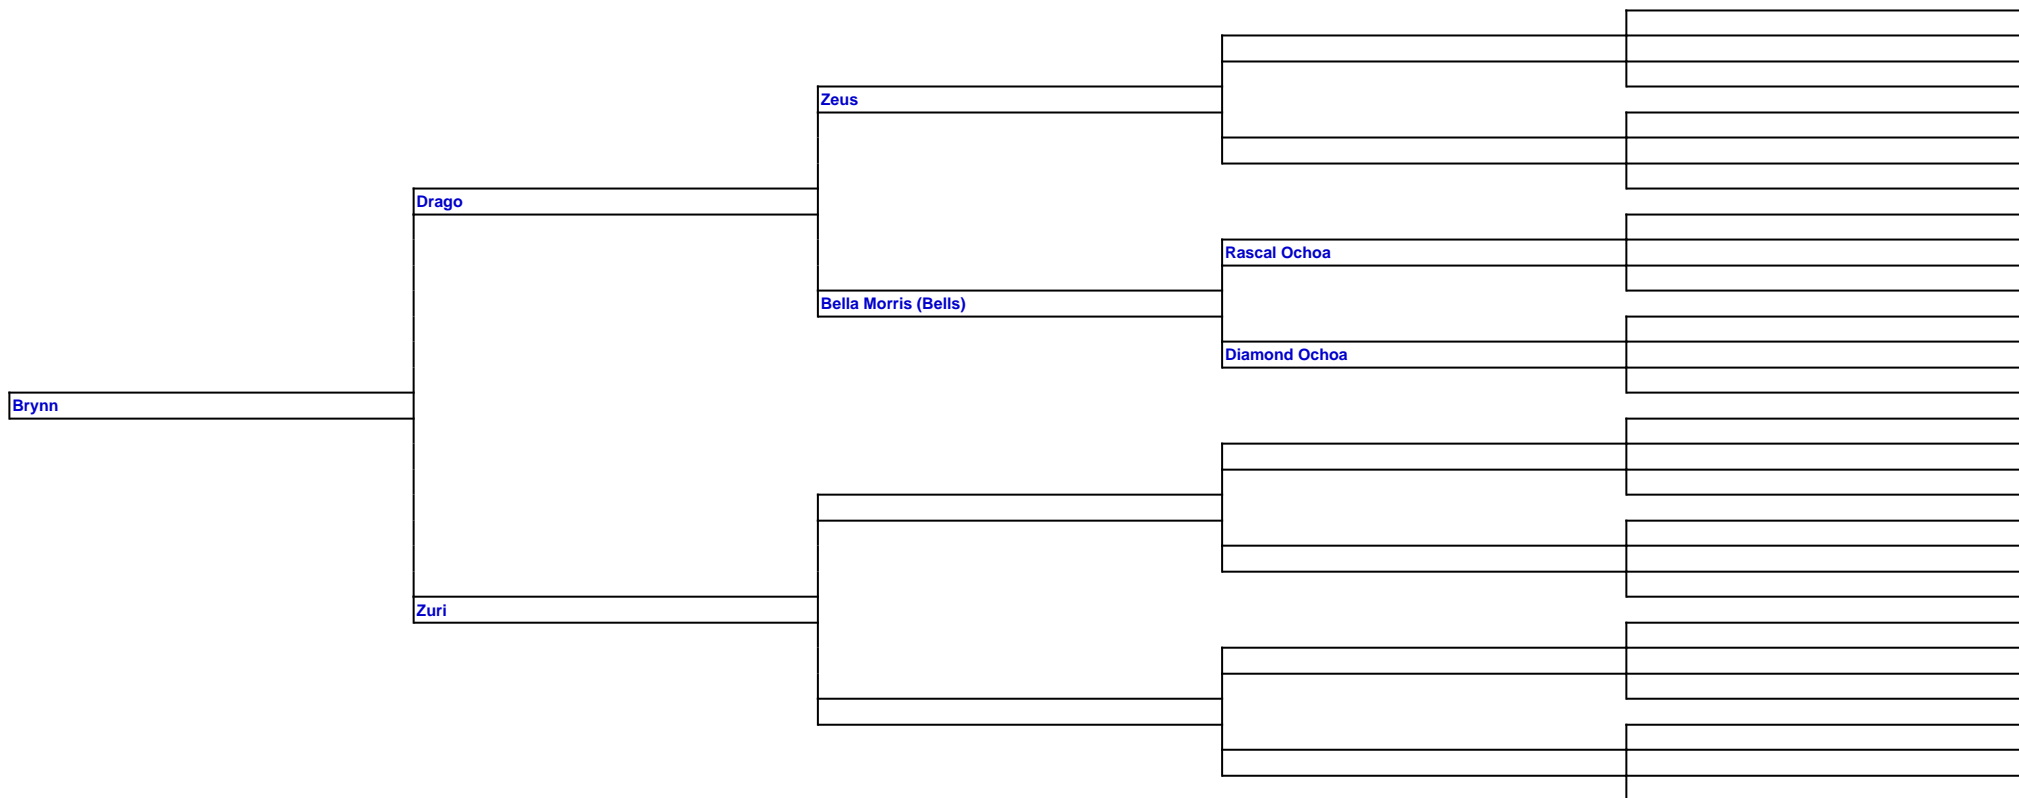 Zeus
Drago
Rascal Ochoa
Bella Morris (Bells)
Diamond Ochoa
Brynn
Zuri